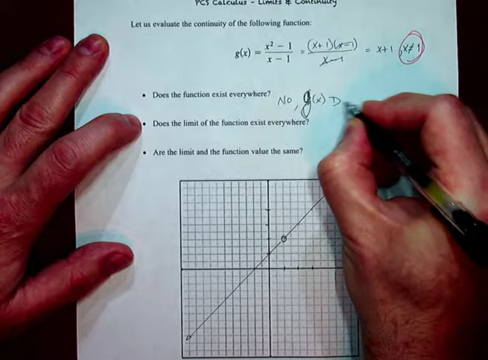 PCS Calculus - Limits & Continuity
Let us evaluate the continuity of the following function:
g(x) = x² - 1 / x - 1 = (x+1)(x-1) / x-1 = x+1, x≠1
• Does the function exist everywhere? No, g(x) D
• Does the limit of the function exist everywhere?
• Are the limit and the function value the same?